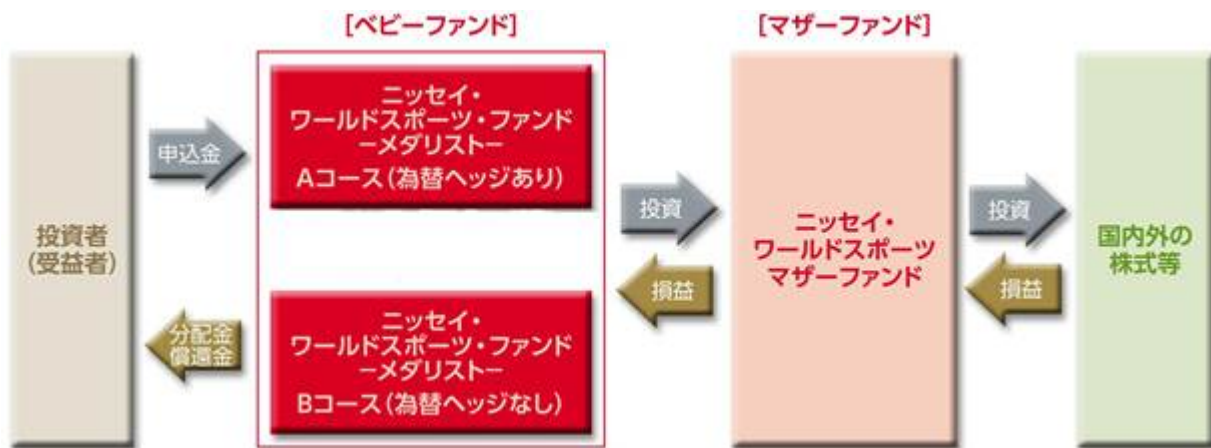 [ベビーファンド]
[マザーファンド]
投資者
(受益者)
申込金
分配金
償還金
ニッセイ・
ワールドスポーツ・ファンド
－メダリスト－
Aコース(為替ヘッジあり)
ニッセイ・
ワールドスポーツ・ファンド
－メダリスト－
Bコース(為替ヘッジなし)
投資
損益
ニッセイ・
ワールドスポーツ
マザーファンド
投資
損益
国内外の
株式等